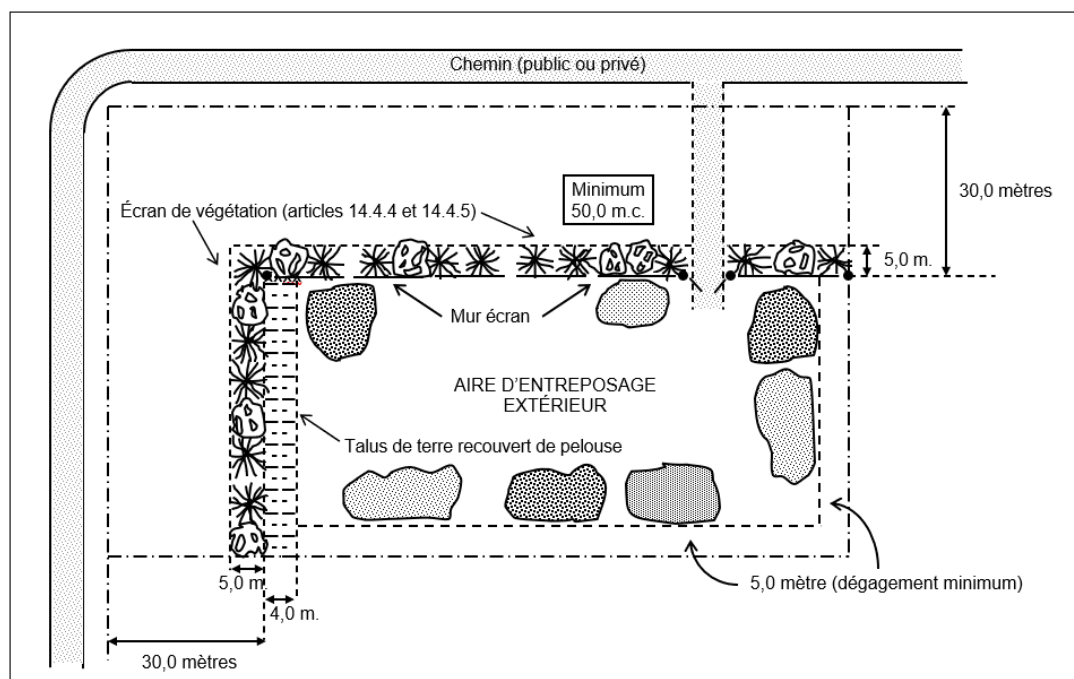 Chemin (public ou privé)
30,0 mètres
Minimum
50,0 m.c.
Écran de végétation (articles 14.4.4 et 14.4.5)
5,0 m.
Mur écran
AIRE D'ENTREPOSAGE
EXTÉRIEUR
Talus de terre recouvert de pelouse
5,0 m.
5,0 mètre (dégagement minimum)
4,0 m.
30,0 mètres